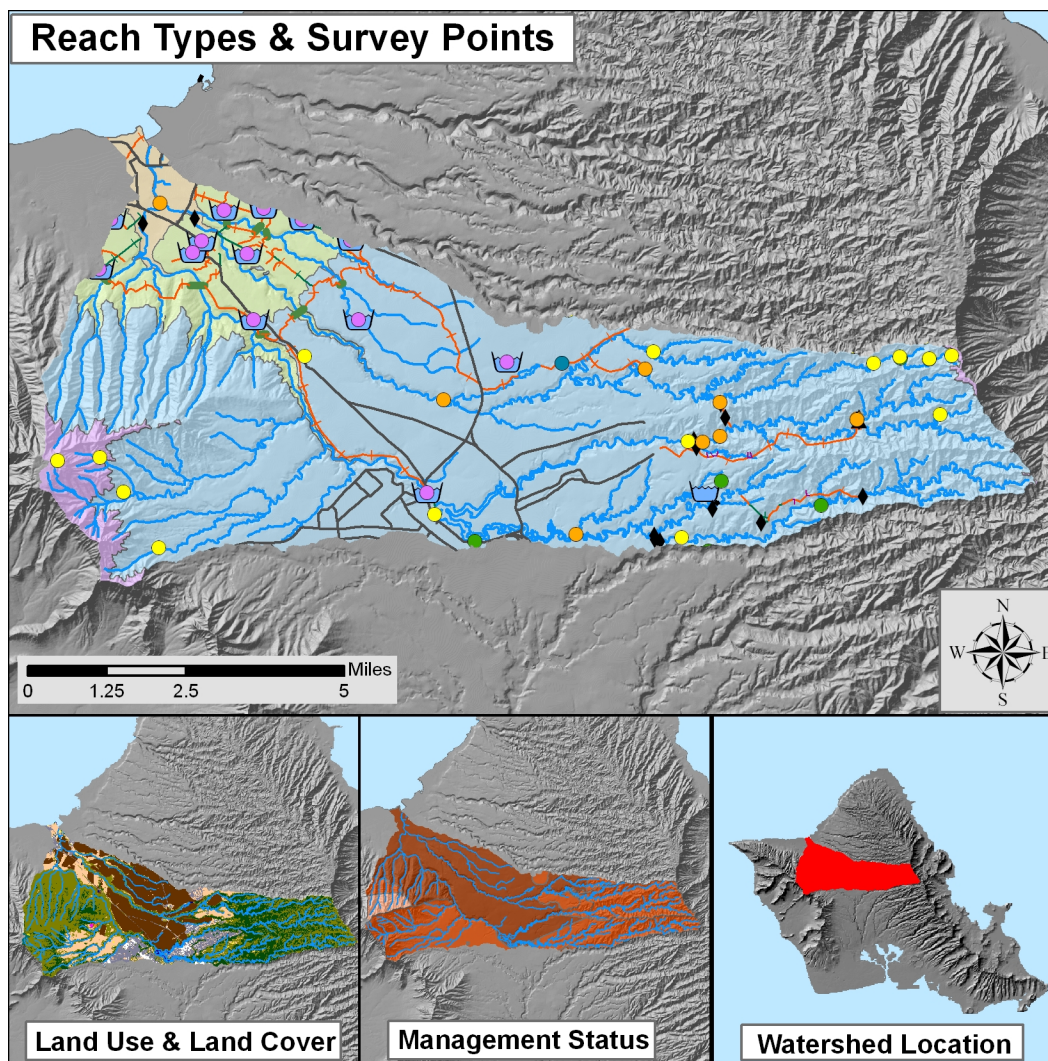 Reach Types & Survey Points
N
W
E
S
Miles
0
1.25
2.5
5
Land Use & Land Cover
Management Status
Watershed Location